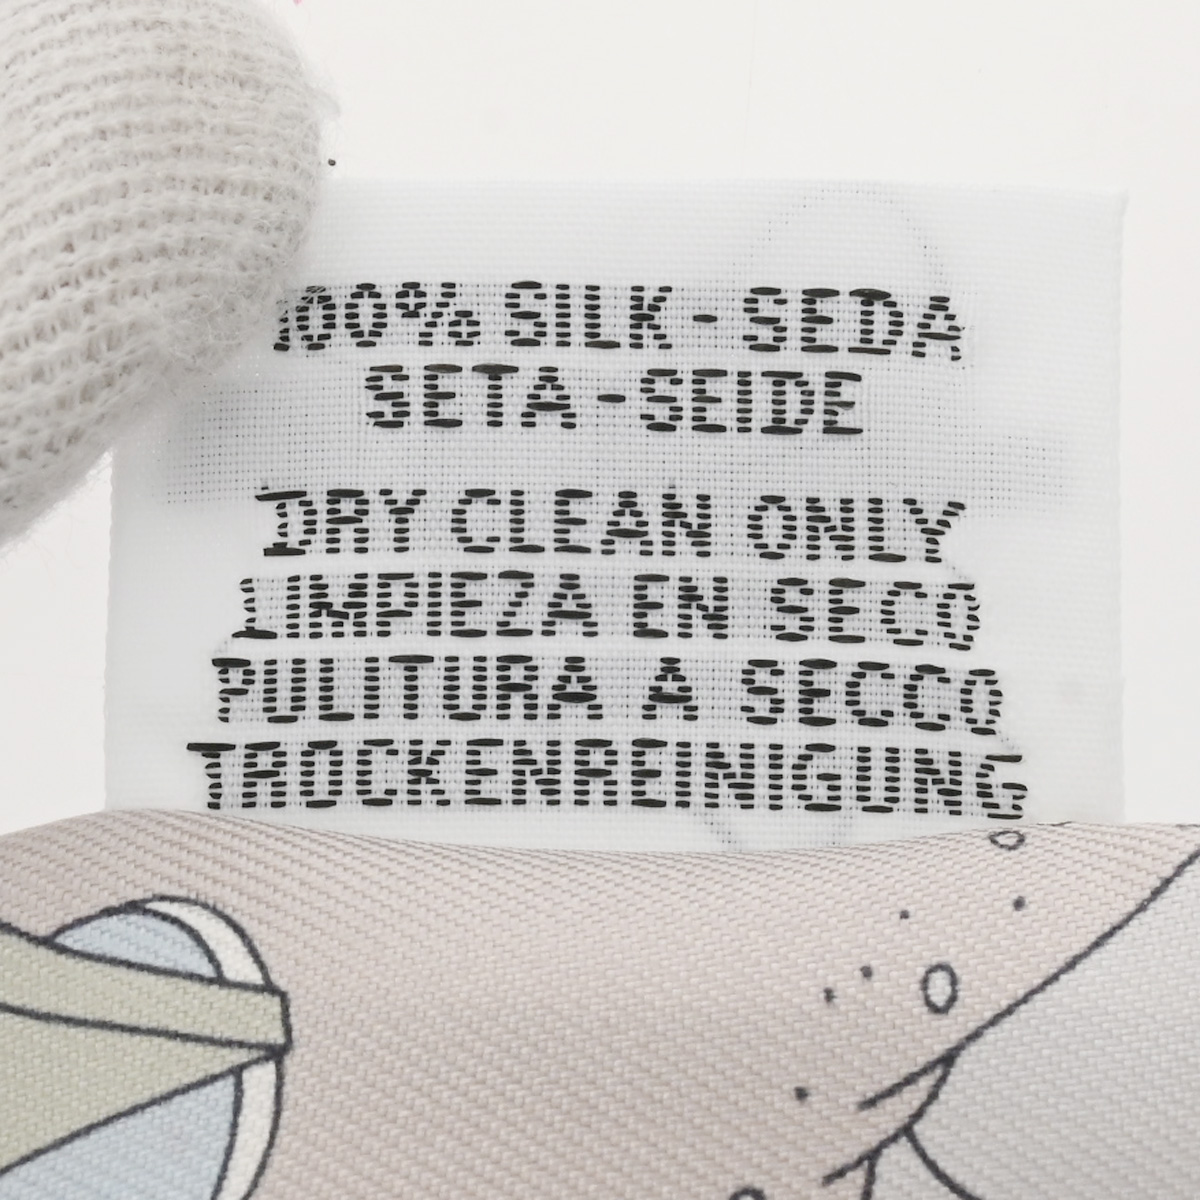 100% SILK-SEDA
SETA-SEIDE
DRY CLEAN ONLY
LIMPIEZA EN SECO
PULITURA A SECCO
TROCKENREINIGUNG